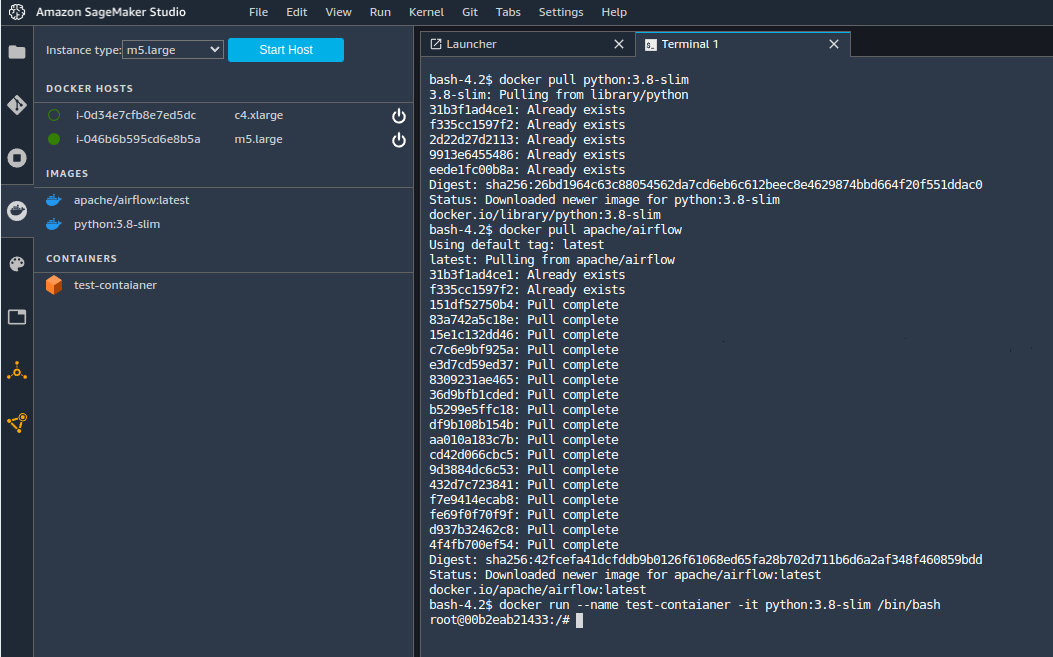 Amazon SageMaker Studio File Edit View Run Kernel Git Tabs Settings Help
Instance type: m5.large Start Host
DOCKER HOSTS
i-0d34e7cfb8e7ed5dc c4.xlarge
i-046b6b595cd6e8b5a m5.large
IMAGES
apache/airflow:latest
python:3.8-slim
CONTAINERS
test-contaianer
Launcher
Terminal 1
bash-4.2$ docker pull python:3.8-slim
3.8-slim: Pulling from library/python
31b3f1ad4ce1: Already exists
f335cc1597f2: Already exists
2d22d27d2113: Already exists
9913e6455486: Already exists
eede1fc00b8a: Already exists
Digest: sha256:26bd1964c63c88054562da7cd6eb6c612beec8e4629874bbd664f20f551ddac0
Status: Downloaded newer image for python:3.8-slim
docker.io/library/python:3.8-slim
bash-4.2$ docker pull apache/airflow
Using default tag: latest
latest: Pulling from apache/airflow
31b3f1ad4ce1: Already exists
f335cc1597f2: Already exists
151df52750b4: Pull complete
83a742a5c18e: Pull complete
15e1c132dd46: Pull complete
c7c6e9bf925a: Pull complete
e3d7cd59ed37: Pull complete
8309231ae465: Pull complete
36d9bfb1cded: Pull complete
b5299e5ffc18: Pull complete
df9b108b154b: Pull complete
aa010a183c7b: Pull complete
cd42d066cbc5: Pull complete
9d3884dc6c53: Pull complete
432d7c723841: Pull complete
f7e9414ecab8: Pull complete
fe69f0f70f9f: Pull complete
d937b32462c8: Pull complete
4f4fb700ef54: Pull complete
Digest: sha256:42fcefa41dcfddb9b0126f61068ed65fa28b702d711b6d6a2af348f460859bdd
Status: Downloaded newer image for apache/airflow:latest
docker.io/apache/airflow:latest
bash-4.2$ docker run --name test-contaianer -it python:3.8-slim /bin/bash
root@00b2eab21433:/#